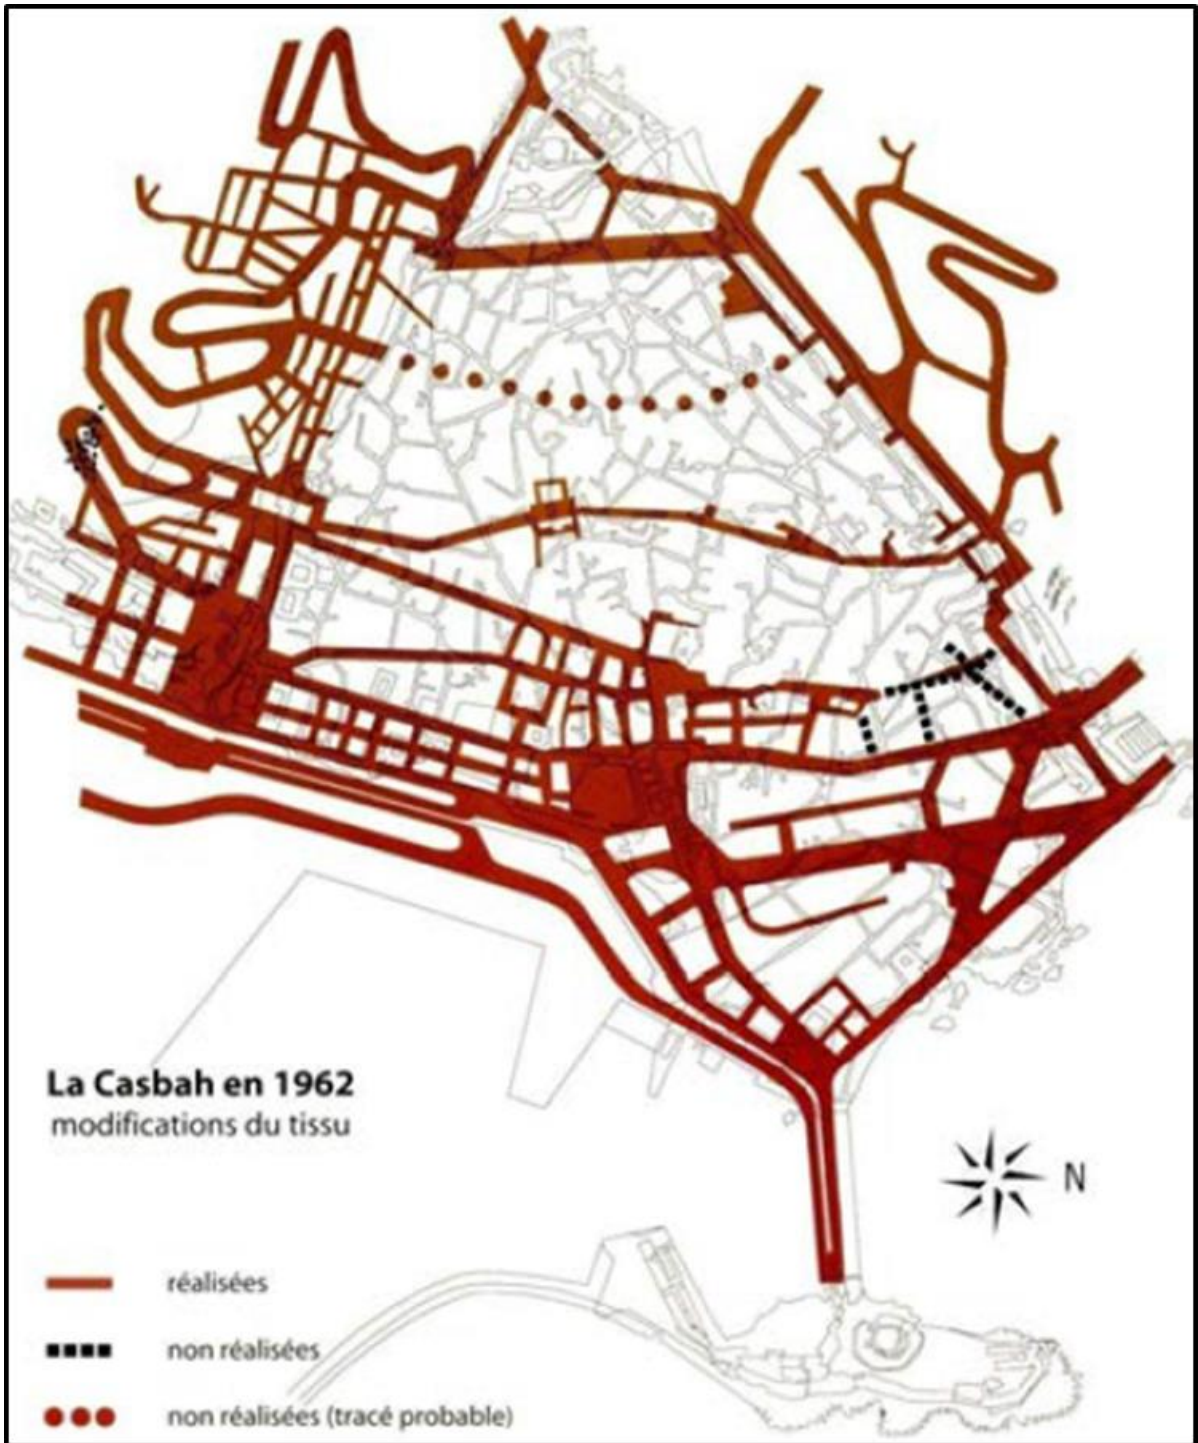 La Casbah en 1962
modifications du tissu
N
réalisées
non réalisées
non réalisées (tracé probable)